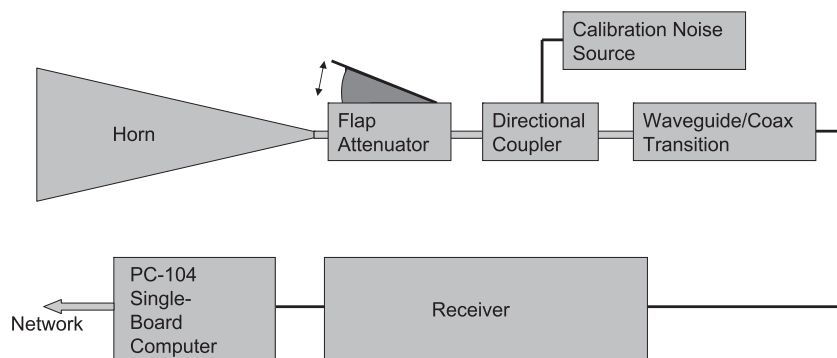 Calibration Noise
Source
Horn
Flap
Attenuator
Directional
Coupler
Waveguide/Coax
Transition
PC-104
Single-
Board
Computer
Receiver
Network